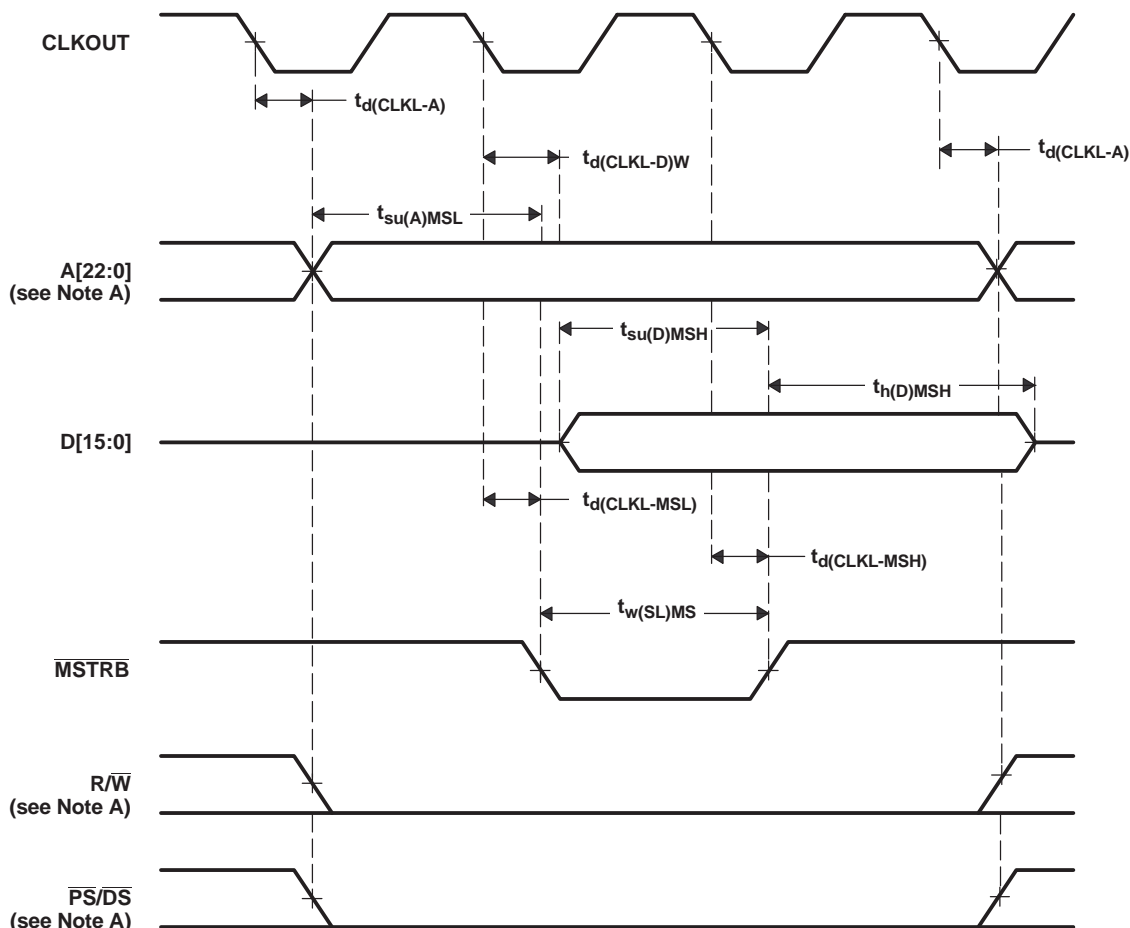 CLKOUT
td(CLKL-A)
td(CLKL-D)W
td(CLKL-A)
tsu(A)MSL
A[22:0]
(see Note A)
tsu(D)MSH
th(D)MSH
D[15:0]
td(CLKL-MSL)
td(CLKL-MSH)
tw(SL)MS
MSTRB
R/W
(see Note A)
PS/DS
(see Note A)